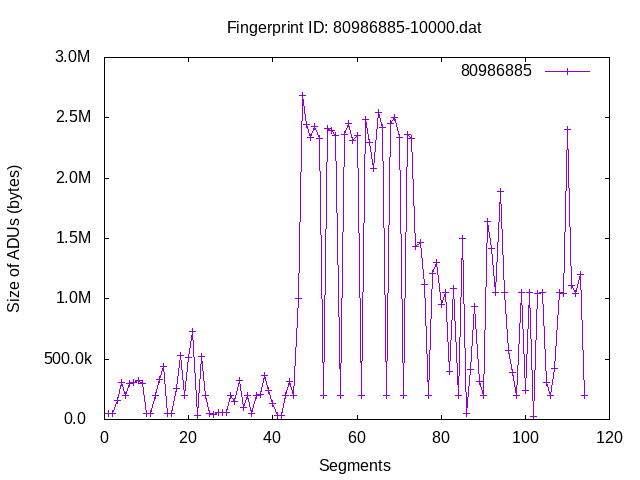 Fingerprint ID: 80986885-10000.dat
3.0M
80986885
2.5M
2.0M
1.5M
1.0M
500.0k
0.0
0 20 40 60 80 100 120
Segments
Size of ADUs (bytes)